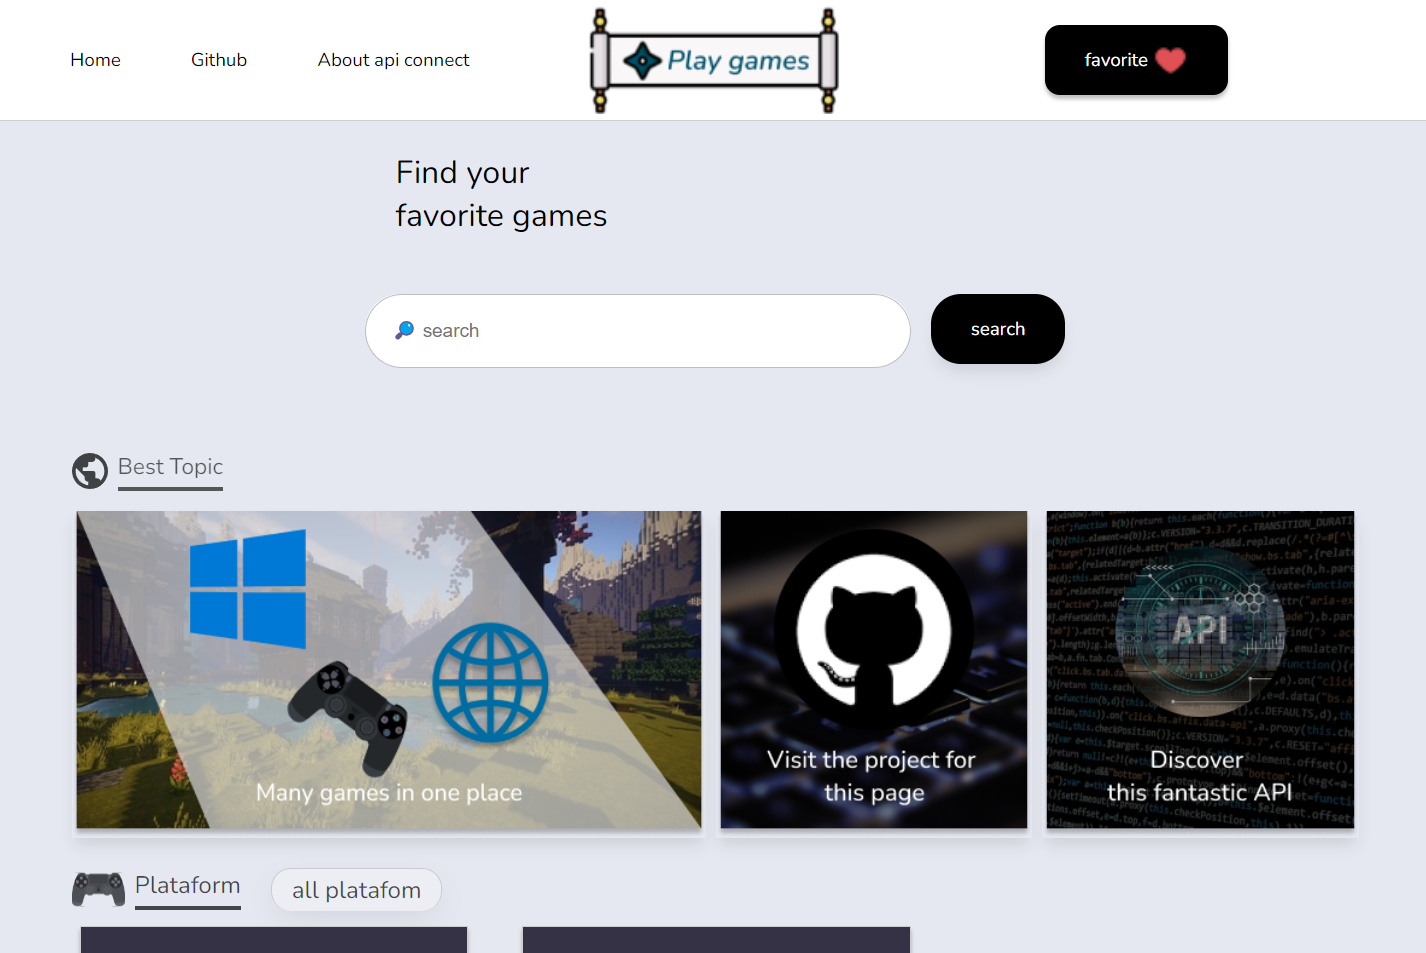 Home
Github
About api connect
Play games
favorite
Find your
favorite games
search
search
Best Topic
Many games in one place
Visit the project for
this page
API
Discover
this fantastic API
Plataform
all platafom